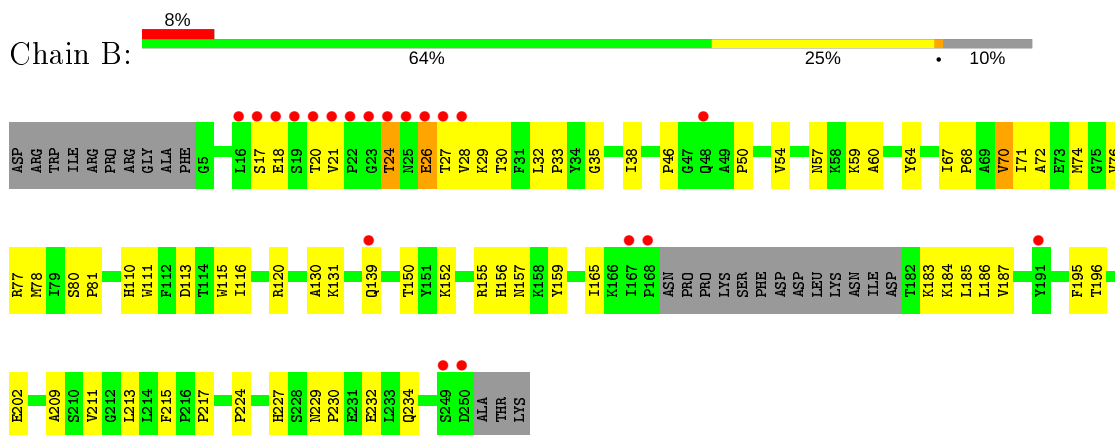 8%
Chain B:
64% 25% • 10%
ASP ARG TRP ILE ARG PRO ARG GLY ALA PHE G5 L16 S17 E18 S19 T20 V21 P22 G23 T24 N25 E26 T27 V28 K29 T30 F31 L32 P33 Y34 G35 I38 P46 G47 Q48 A49 P50 V54 N57 K58 K59 A60 Y64 I67 P68 A69 V70 I71 A72 E73 M74 G75 V76
R77 M78 I79 S80 P81 H110 W111 F112 D113 T114 W115 I116 R120 A130 K131 Q139 T150 Y151 K152 R155 H156 N157 K158 Y159 I165 K166 I167 P168 ASN PRO PRO LYS SER PHE ASP ASP LEU LYS ASN ILE ASP T182 K183 K184 L185 L186 V187 Y191 F195 T196
E202 A209 S210 V211 G212 L213 L214 F215 P216 P217 P224 H227 S228 N229 P230 E231 E232 L233 Q234 S249 D250 ALA THR LYS